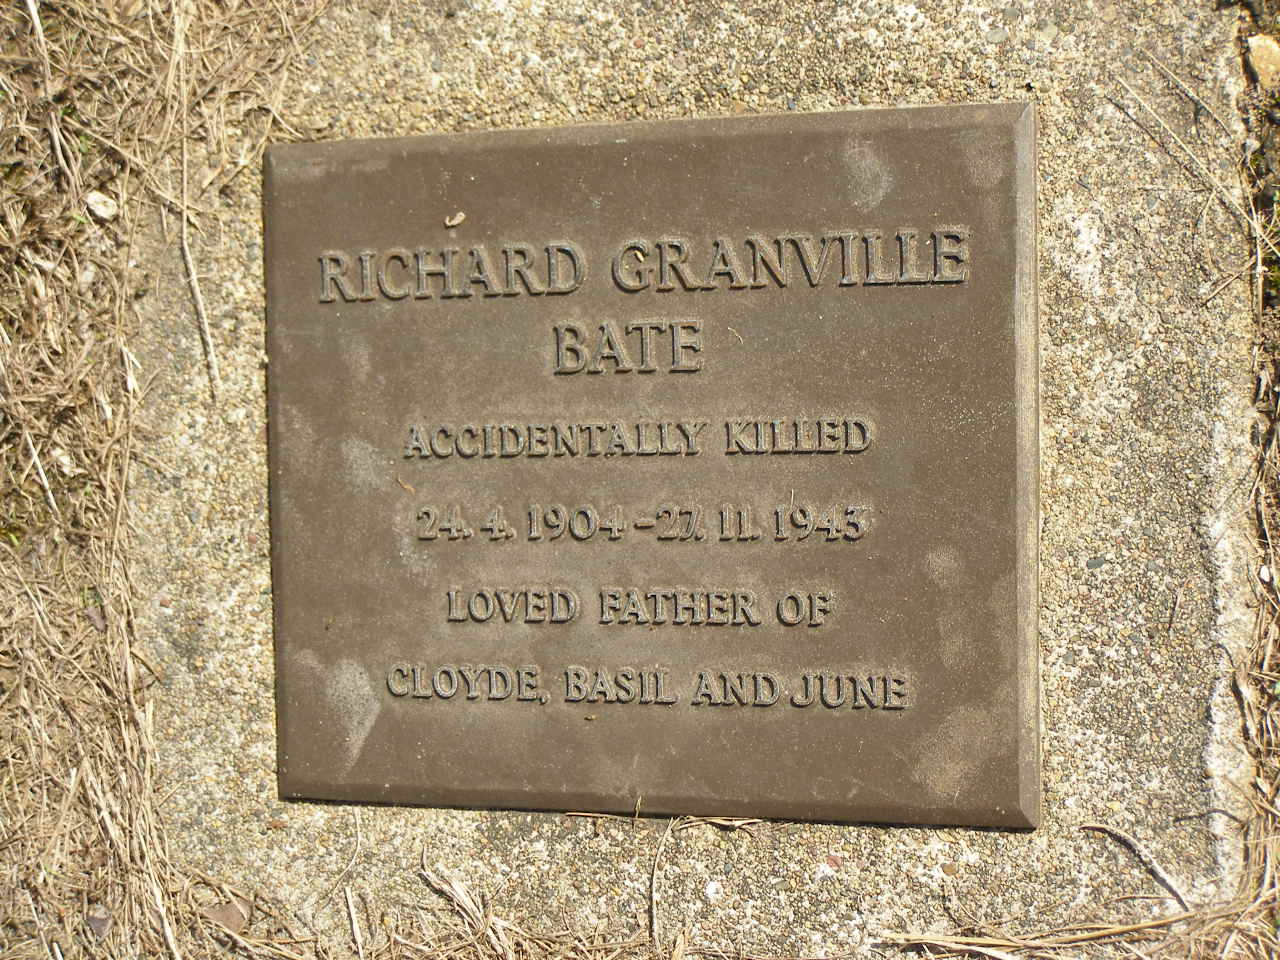 RICHARD GRANVILLE
BATE
ACCIDENTALLY KILLED
24. 4. 1904 - 27. 11. 1943
LOVED FATHER OF
CLOYDE, BASIL AND JUNE